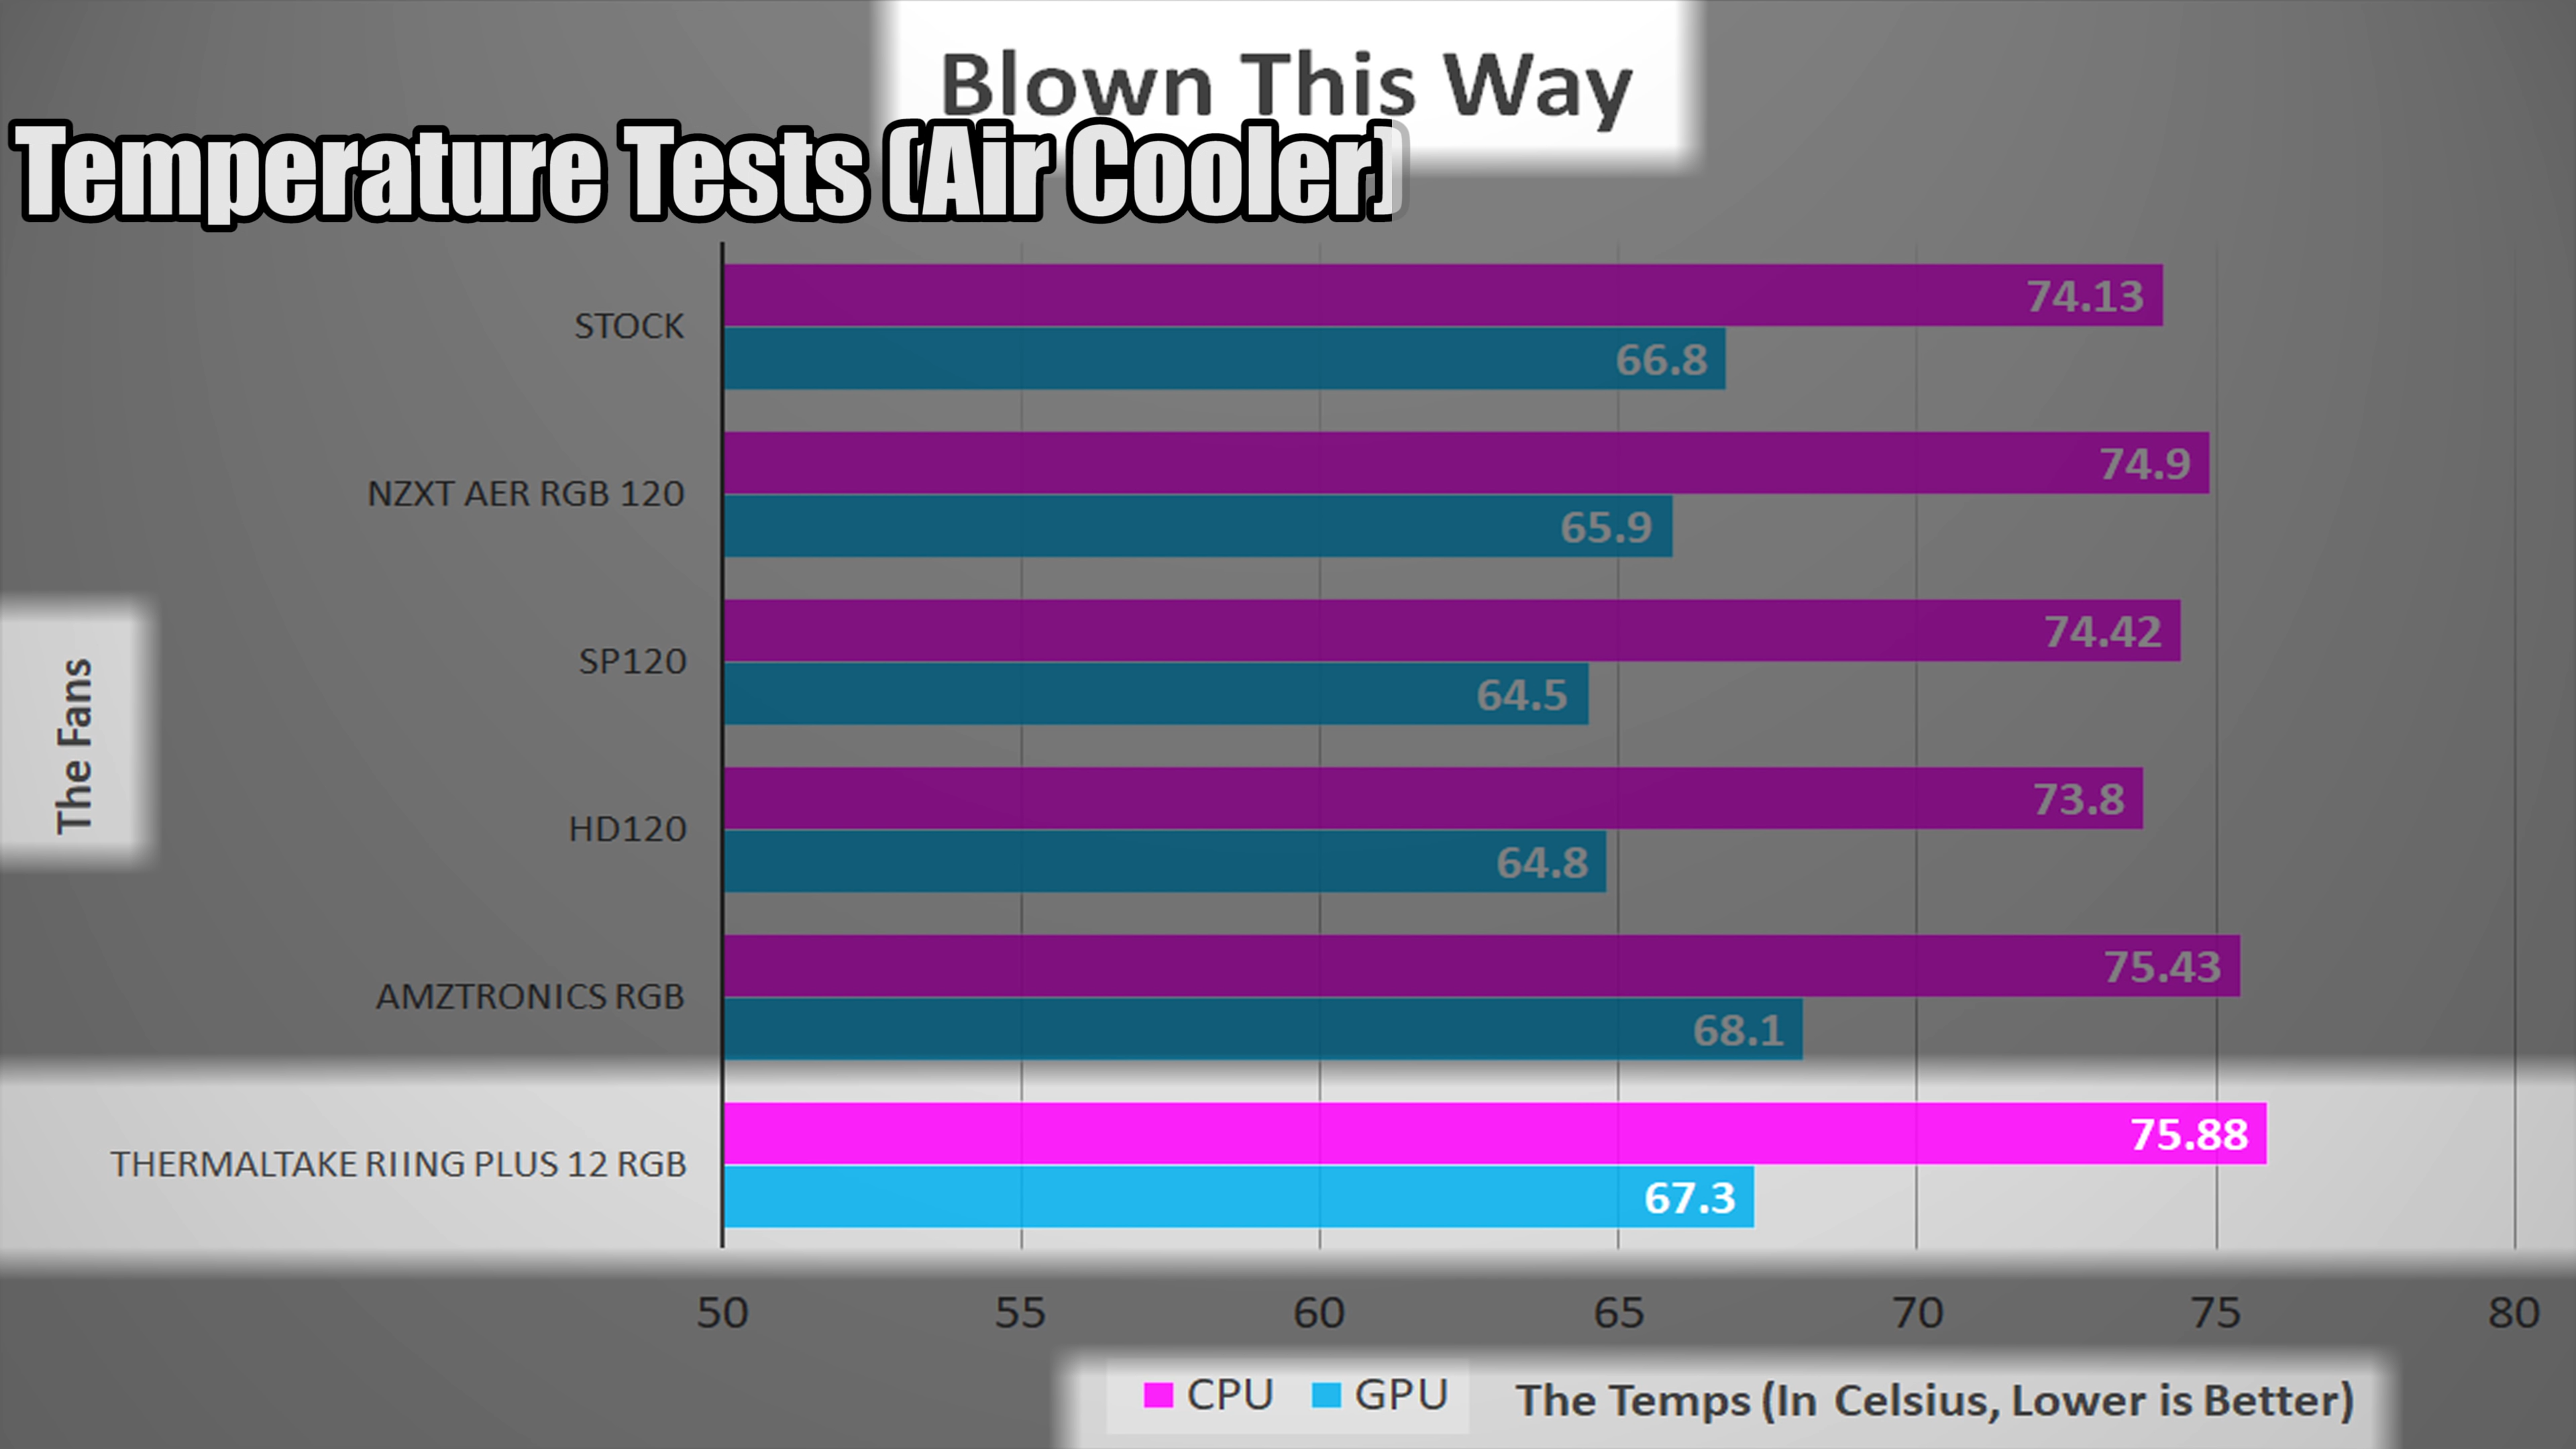 Blown This Way
Temperature Tests (Air Cooler)
STOCK
74.13
66.8
NZXT AER RGB 120
74.9
65.9
SP120
74.42
64.5
The Fans
HD120
73.8
64.8
AMZTRONICS RGB
75.43
68.1
THERMALTAKE RIING PLUS 12 RGB
75.88
67.3
50 55 60 65 70 75 80
CPU GPU The Temps (In Celsius, Lower is Better)